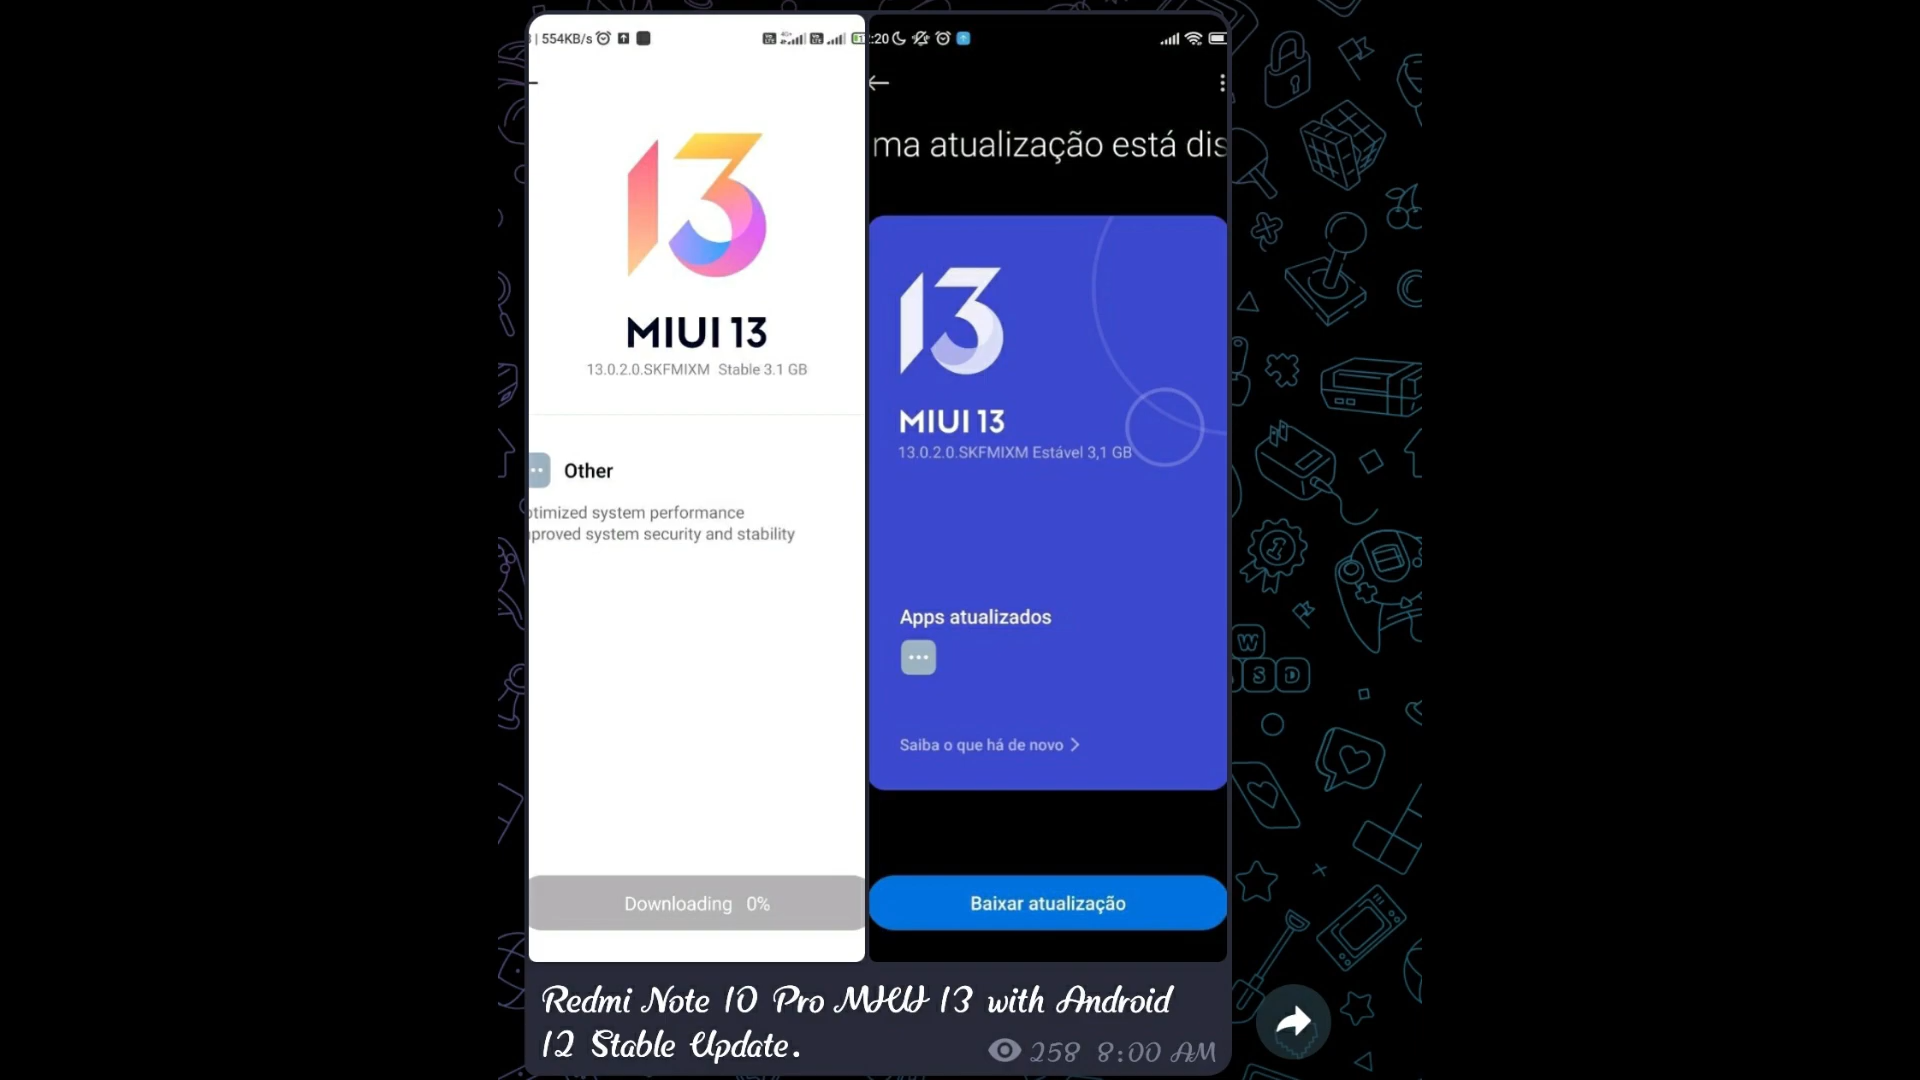 554KB/s
13
MIUI 13
13.0.2.0.SKFMIXM Stable 3.1 GB
Other
timized system performance
proved system security and stability
Downloading 0%
:20
ma atualização está dis
13
MIUI 13
13.0.2.0.SKFMIXM Estável 3,1 GB
Apps atualizados
Saiba o que há de novo
Baixar atualização
Redmi Note 10 Pro MIUI 13 with Android
12 Stable Update.
258 8:00 AM
W
S D